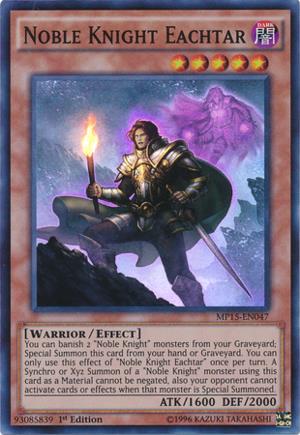 NOBLE KNIGHT EACHTAR
DARK
闇
MP15-EN047
[WARRIOR / EFFECT]
You can banish 2 "Noble Knight" monsters from your Graveyard;
Special Summon this card from your hand or Graveyard. You can
only use this effect of "Noble Knight Eachtar" once per turn. A
Synchro or Xyz Summon of a "Noble Knight" monster using this
card as a Material cannot be negated, also your opponent cannot
activate cards or effects when that monster is Special Summoned.
ATK/1600 DEF/2000
93085839 1st Edition ©1996 KAZUKI TAKAHASHI